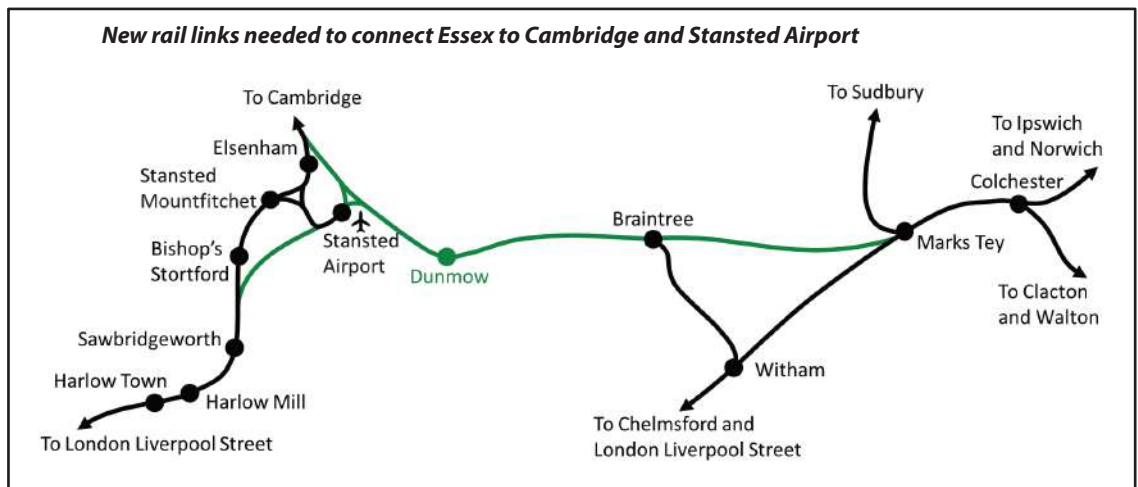 New rail links needed to connect Essex to Cambridge and Stansted Airport
To Cambridge
Elsenham
Stansted
Mountfitchet
Bishop's
Stortford
Sawbridgeworth
Harlow Town
Harlow Mill
To London Liverpool Street
Stansted
Airport
Dunmow
Braintree
To Sudbury
To Ipswich
and Norwich
Colchester
Marks Tey
To Clacton
and Walton
Witham
To Chelmsford and
London Liverpool Street